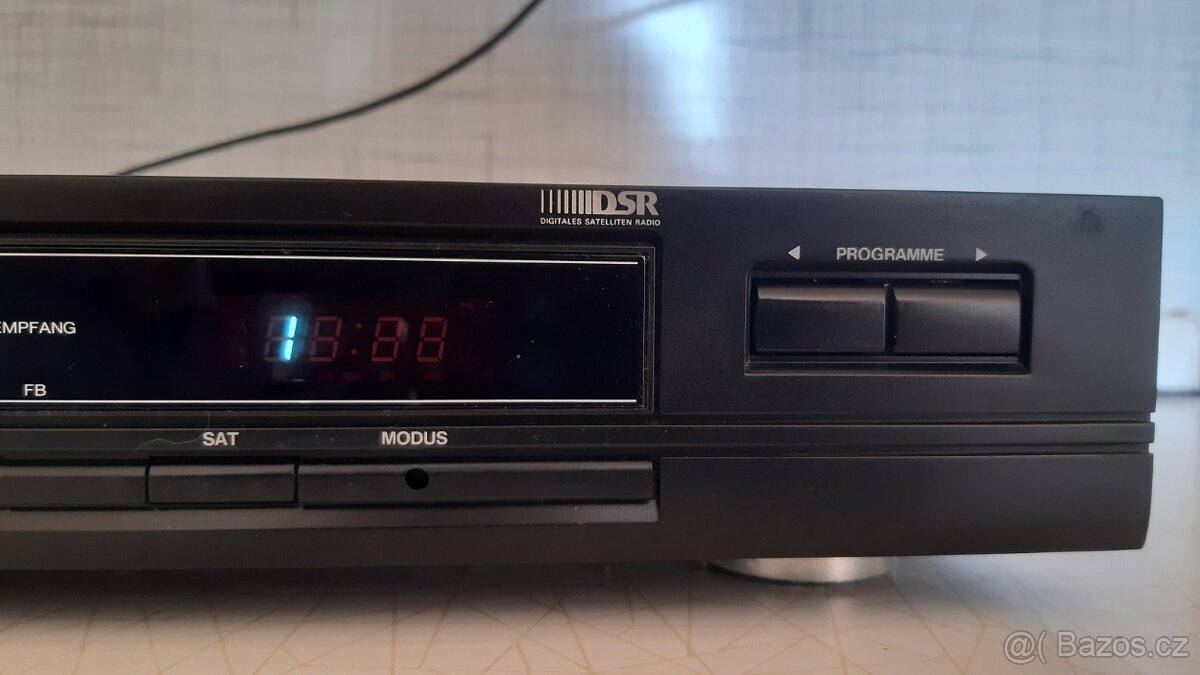 DSR
DIGITALES SATELLITEN RADIO
◄ PROGRAMME ►
EMPFANG
1
FB
SAT
MODUS
@( Bazos.cz